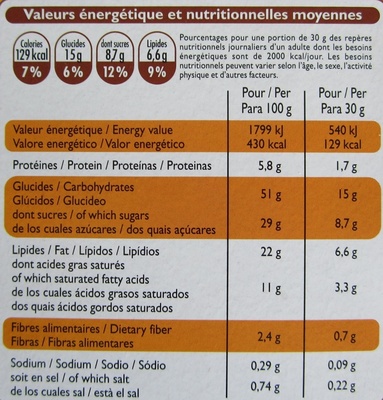 Valeurs énergétique et nutritionnelles moyennes
Calories
129 kcal
7 %
Glucides
15 g
6 %
dont sucres
8,7 g
12 %
Lipides
6,6 g
9 %
Pourcentages pour une portion de 30 g des repères
nutritionnels journaliers d'un adulte dont les besoins
énergétiques sont de 2000 kcal/jour. Les besoins
nutritionnels peuvent varier selon l'âge, le sexe, l'activité
physique et d'autres facteurs.
Pour / Per
Para 100 g
Pour / Per
Para 30 g
Valeur énergétique / Energy value 1799 kJ 540 kJ
Valore energético / Valor energético 430 kcal 129 kcal
Protéines / Protein / Proteínas / Proteinas 5,8 g 1,7 g
Glucides / Carbohydrates
Glúcidos / Glucideo 51 g 15 g
dont sucres / of which sugars
de los cuales azúcares / dos quais açúcares 29 g 8,7 g
Lipides / Fat / Lípidos / Lipídios 22 g 6,6 g
dont acides gras saturés
of which saturated fatty acids
de los cuales ácidos grasos saturados 11 g 3,3 g
dos quais ácidos gordos saturados
Fibres alimentaires / Dietary fiber
Fibras / Fibras alimentares 2,4 g 0,7 g
Sodium / Sodium / Sodio / Sódio 0,29 g 0,09 g
soit en sel / of which salt
de los cuales sal / està el sal 0,74 g 0,22 g